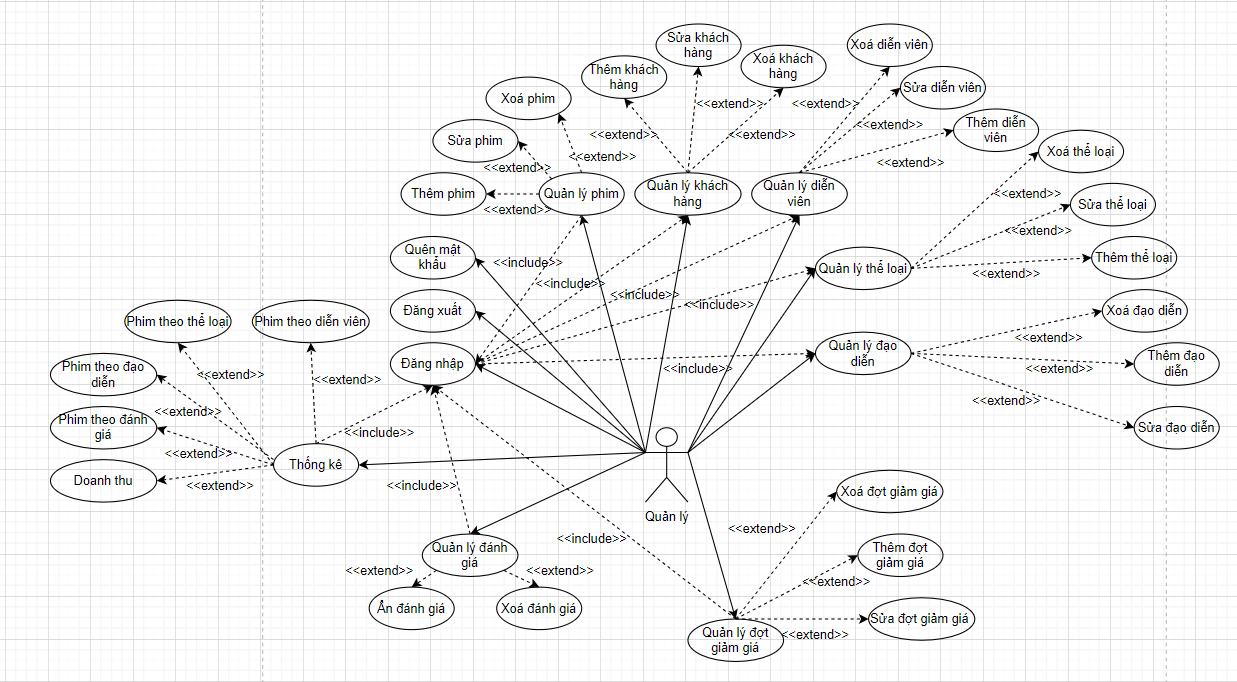 Sửa khách
hàng
Xoá diễn viên
Thêm khách
hàng
Xoá khách
hàng
Sửa diễn viên
Xoá phim
<<extend>>
<<extend>>
Thêm diễn
viên
Sửa phim
<<extend>>
<<extend>>
<<extend>>
Xoá thể loại
<<extend>>
<<extend>>
<<extend>>
Thêm phim
Quản lý phim
Quản lý khách
hàng
Quản lý diễn
viên
<<extend>>
Sửa thể loại
<<extend>>
<<extend>>
Quên mật
khẩu
<<include>>
Quản lý thể loại
Thêm thể loại
<<extend>>
<<include>>
<<include>>
<<include>>
Đăng xuất
Xoá đạo diễn
Phim theo thể loại
Phim theo diễn viên
<<extend>>
Đăng nhập
Quản lý đạo
diễn
Thêm đạo
diễn
<<include>>
<<extend>>
Phim theo đạo
diễn
<<extend>>
<<extend>>
<<extend>>
<<extend>>
Phim theo đánh
giá
Sửa đạo diễn
<<include>>
<<extend>>
Thống kê
Doanh thu
<<extend>>
<<include>>
Xoá đợt giảm giá
Quản lý
<<extend>>
<<include>>
Quản lý đánh
giá
Thêm đợt
giảm giá
<<extend>>
<<extend>>
<<extend>>
Ẩn đánh giá
Xoá đánh giá
Sửa đợt giảm giá
Quản lý đợt
giảm giá
<<extend>>